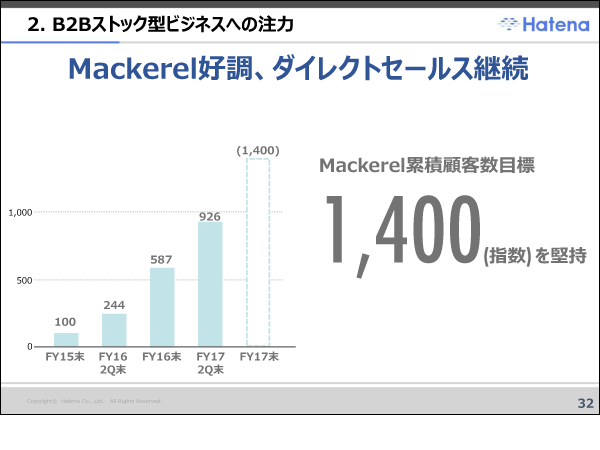 2. B2Bストック型ビジネスへの注力
Hatena
Mackerel好調、ダイレクトセールス継続
(1,400)
1,000
926
587
500
244
100
0
FY15末
FY16
2Q末
FY16末
FY17
2Q末
FY17末
Mackerel累積顧客数目標
1,400(指数)を堅持
Copyright© Hatena Co., Ltd. All Rights Reserved.
32